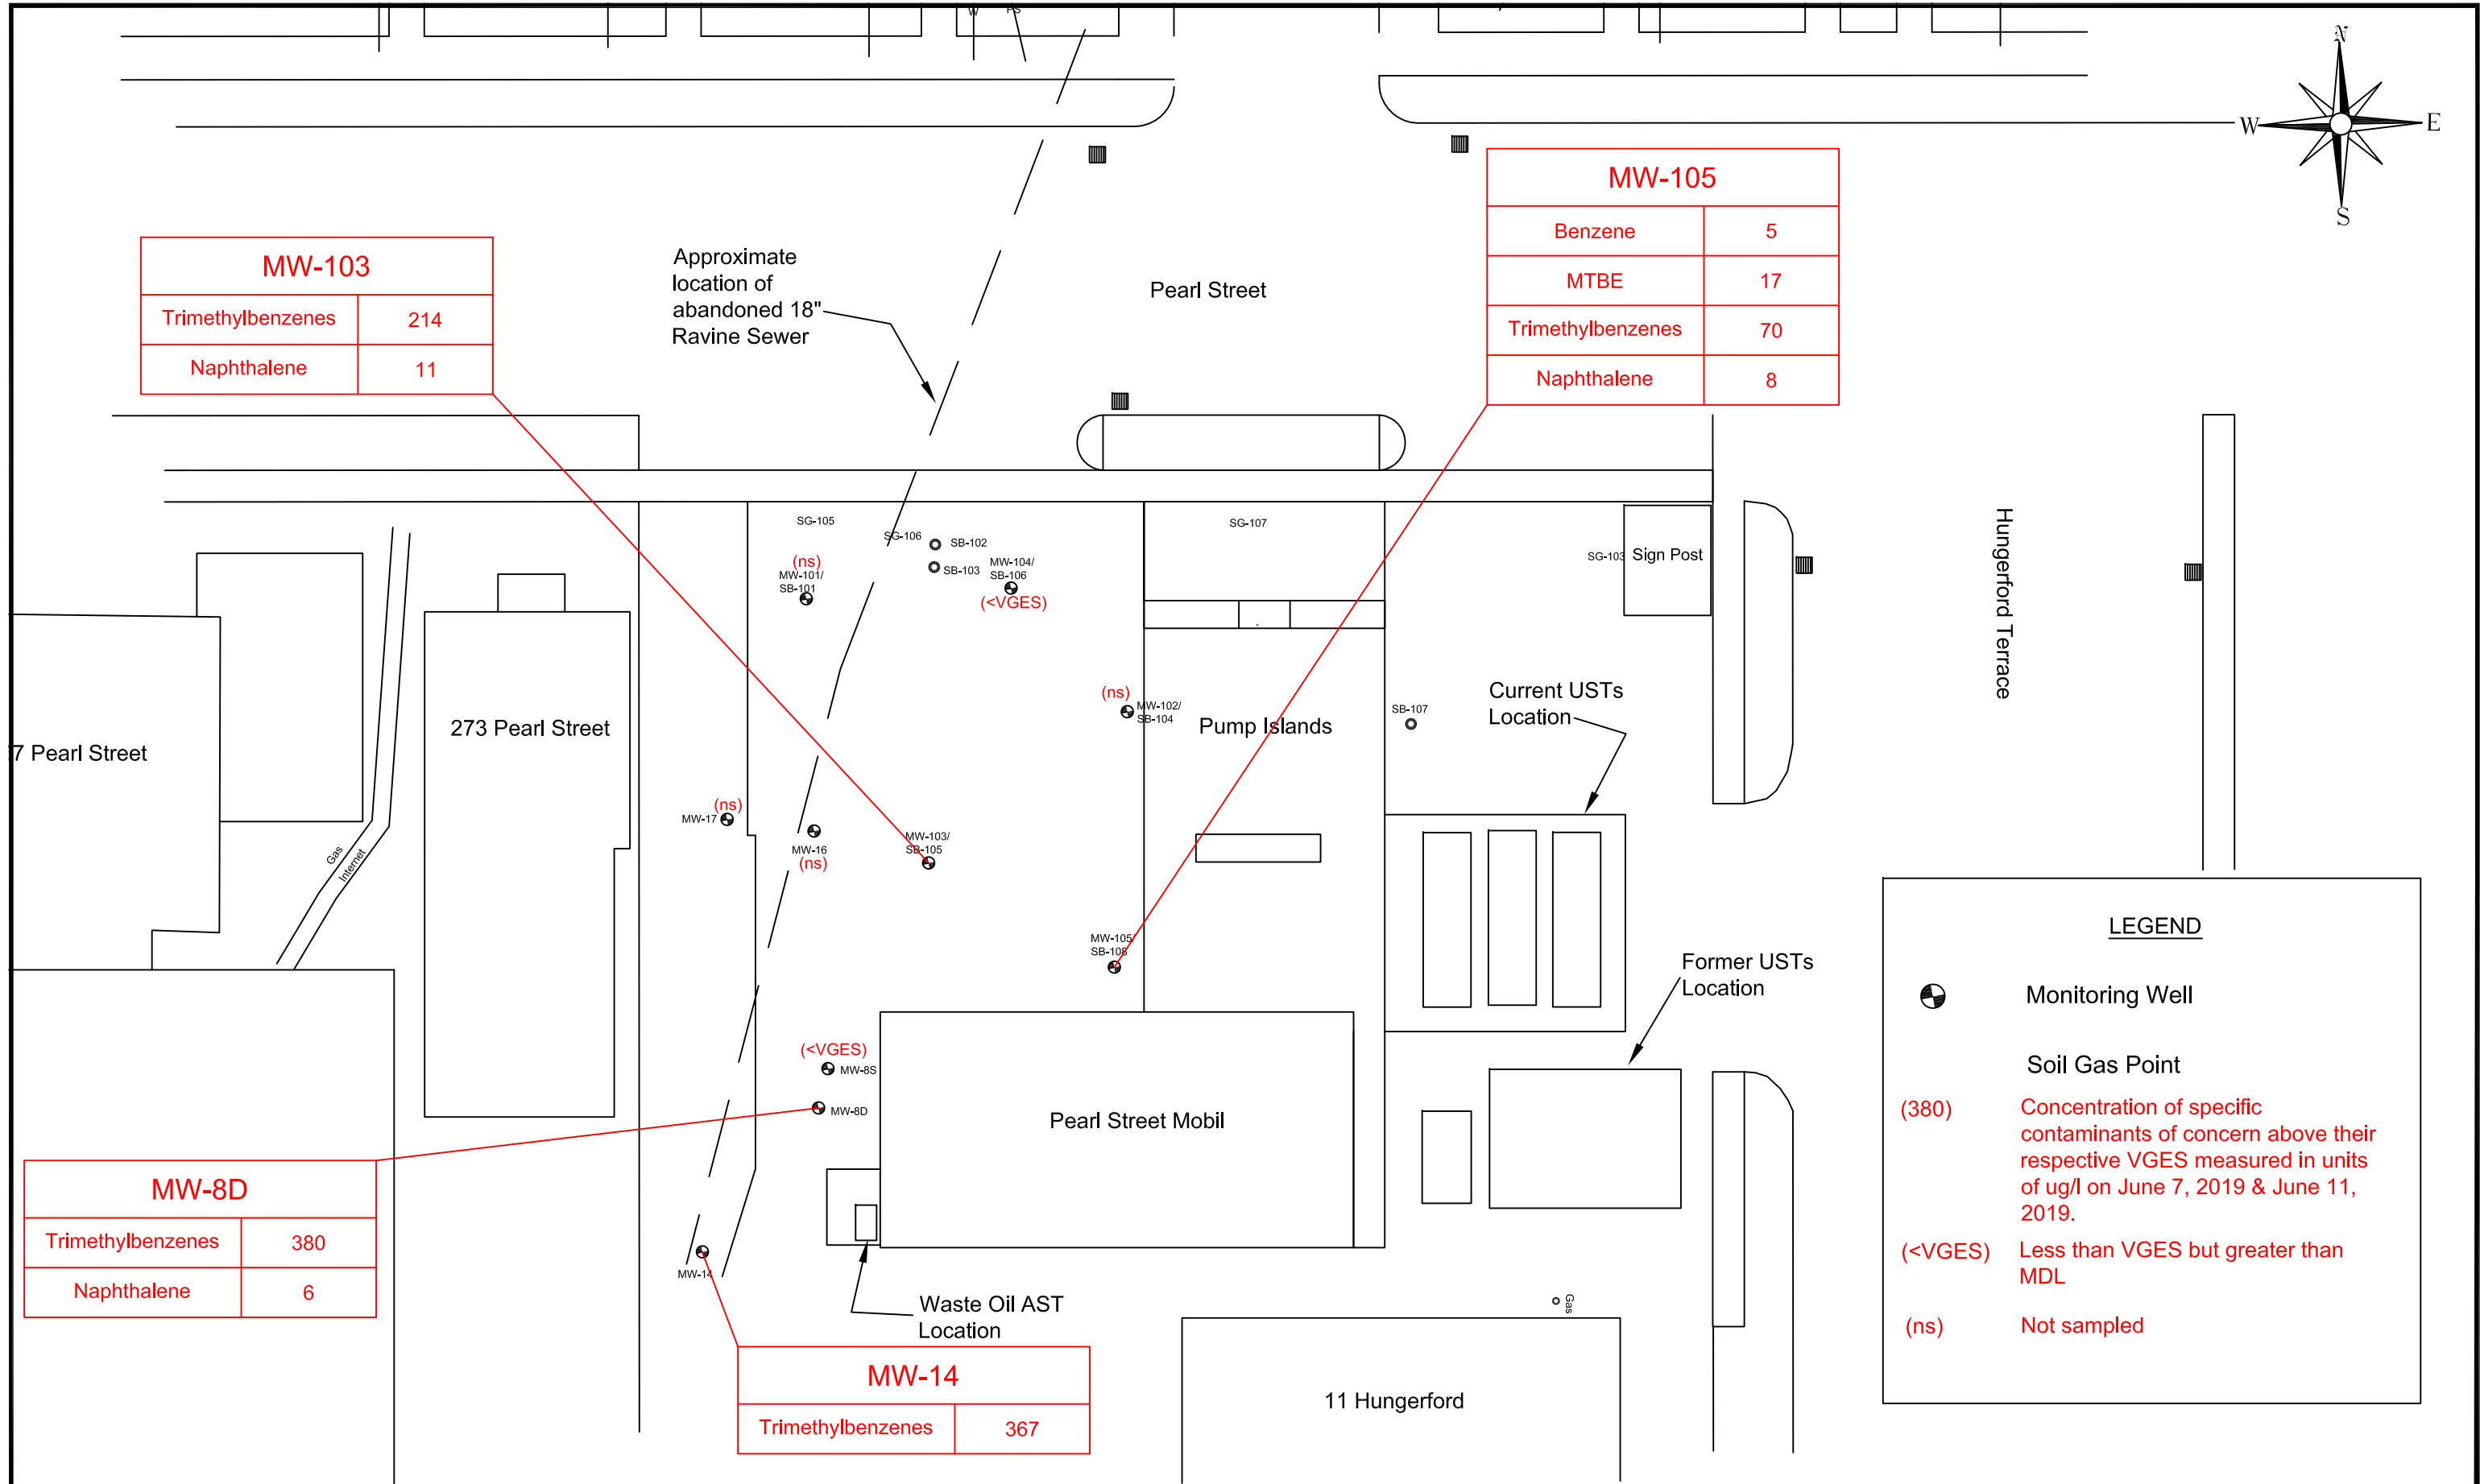 W
PS
N
W
E
S
MW-105
Benzene 5
MTBE 17
Trimethylbenzenes 70
Naphthalene 8
MW-103
Trimethylbenzenes 214
Naphthalene 11
Approximate
location of
abandoned 18"
Ravine Sewer
Pearl Street
SG-105
SG-106
SB-102
SB-103
SG-107
SG-103
Sign Post
Hungerford Terrace
(ns)
MW-101/
SB-101
MW-104/
SB-106
(<VGES)
(ns)
MW-102/
SB-104
Pump Islands
SB-107
Current USTs
Location
7 Pearl Street
273 Pearl Street
Gas
Internet
(ns)
MW-17
MW-16
(ns)
MW-103/
SB-105
MW-105/
SB-108
Former USTs
Location
(<VGES)
MW-8S
MW-8D
Pearl Street Mobil
MW-8D
Trimethylbenzenes 380
Naphthalene 6
MW-14
Waste Oil AST
Location
Gas
MW-14
Trimethylbenzenes 367
11 Hungerford
LEGEND
Monitoring Well
Soil Gas Point
(380) Concentration of specific
contaminants of concern above their
respective VGES measured in units
of ug/l on June 7, 2019 & June 11,
2019.
(<VGES) Less than VGES but greater than
MDL
(ns) Not sampled